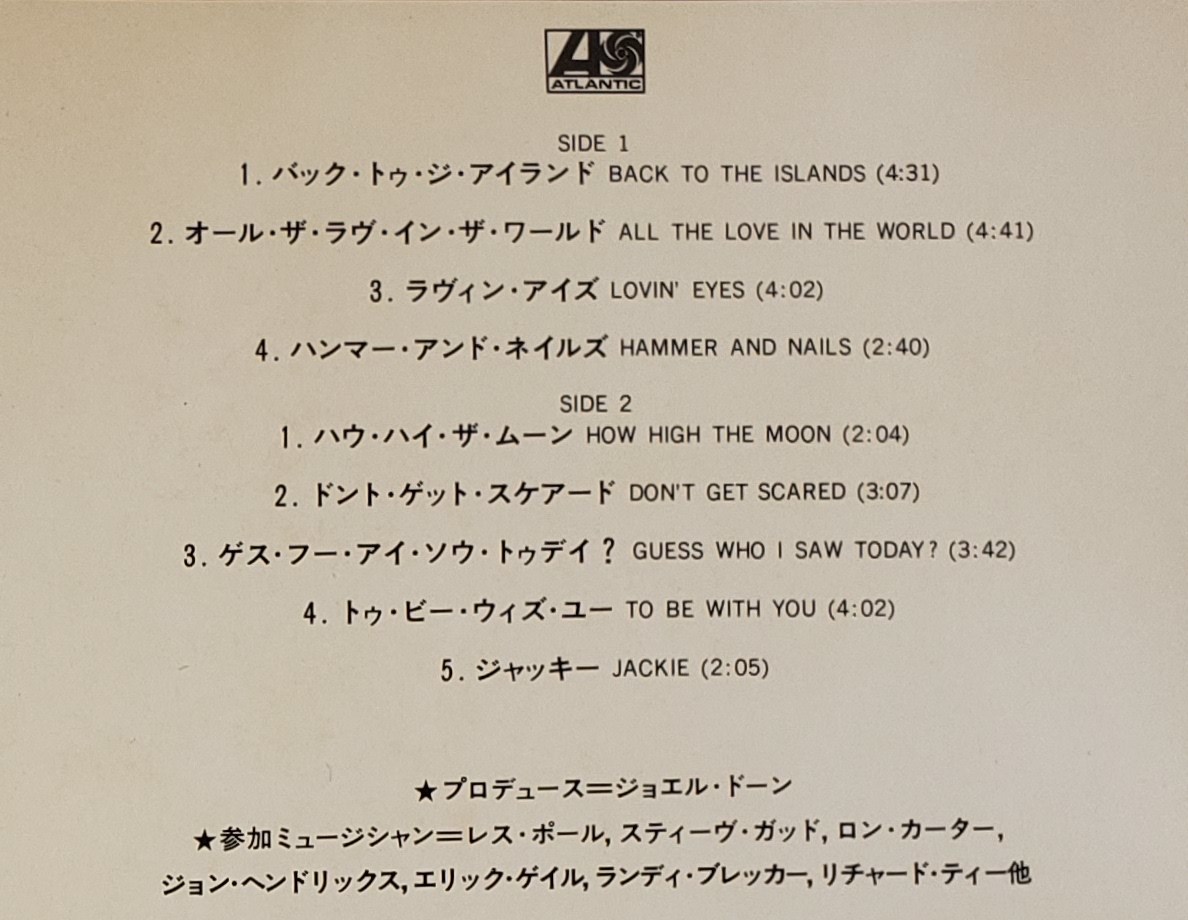 ATLANTIC
SIDE 1
1. バック・トゥ・ジ・アイランド BACK TO THE ISLANDS (4:31)
2. オール・ザ・ラヴ・イン・ザ・ワールド ALL THE LOVE IN THE WORLD (4:41)
3. ラヴィン・アイズ LOVIN' EYES (4:02)
4. ハンマー・アンド・ネイルズ HAMMER AND NAILS (2:40)
SIDE 2
1. ハウ・ハイ・ザ・ムーン HOW HIGH THE MOON (2:04)
2. ドント・ゲット・スケアード DON'T GET SCARED (3:07)
3. ゲス・フー・アイ・ソウ・トゥデイ? GUESS WHO I SAW TODAY? (3:42)
4. トゥ・ビー・ウィズ・ユー TO BE WITH YOU (4:02)
5. ジャッキー JACKIE (2:05)
★プロデュース=ジョエル・ドーン
★参加ミュージシャン=レス・ポール, スティーヴ・ガッド, ロン・カーター,
ジョン・ヘンドリックス, エリック・ゲイル, ランディ・ブレッカー, リチャード・ティー他